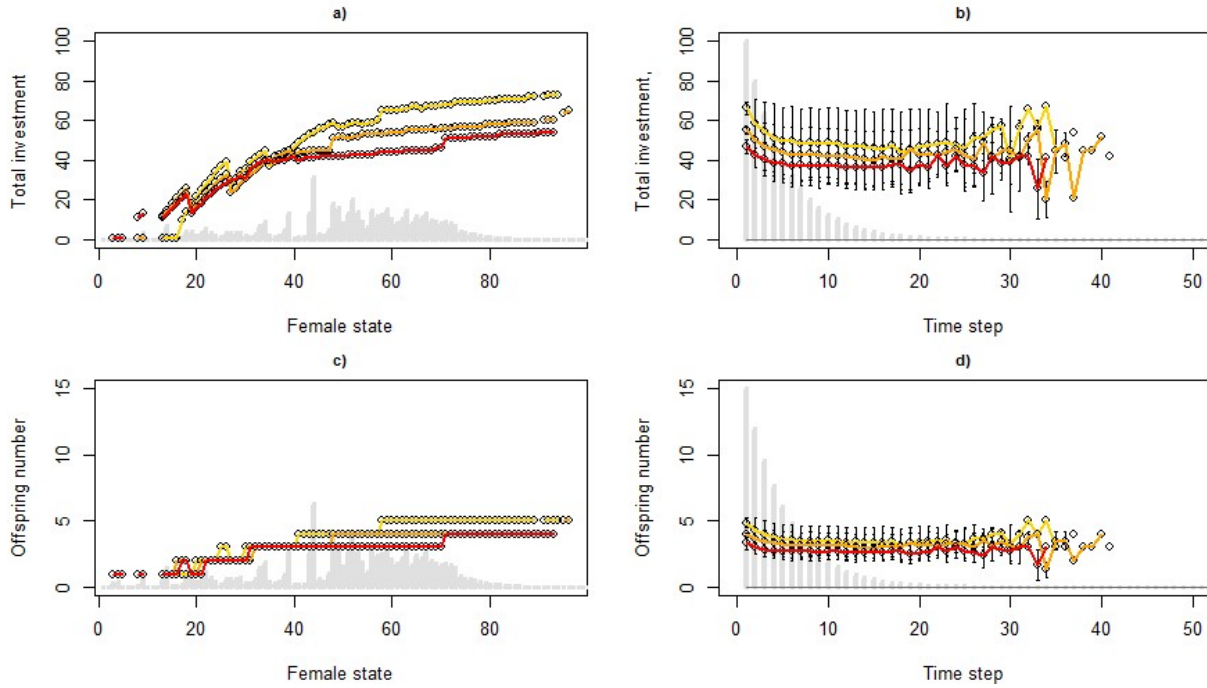 a)
Total investment
100
80
60
40
20
0
0 20 40 60 80
Female state
b)
Total investment,
100
80
60
40
20
0
0 10 20 30 40 50
Time step
c)
Offspring number
15
10
5
0
0 20 40 60 80
Female state
d)
Offspring number
15
10
5
0
0 10 20 30 40 50
Time step